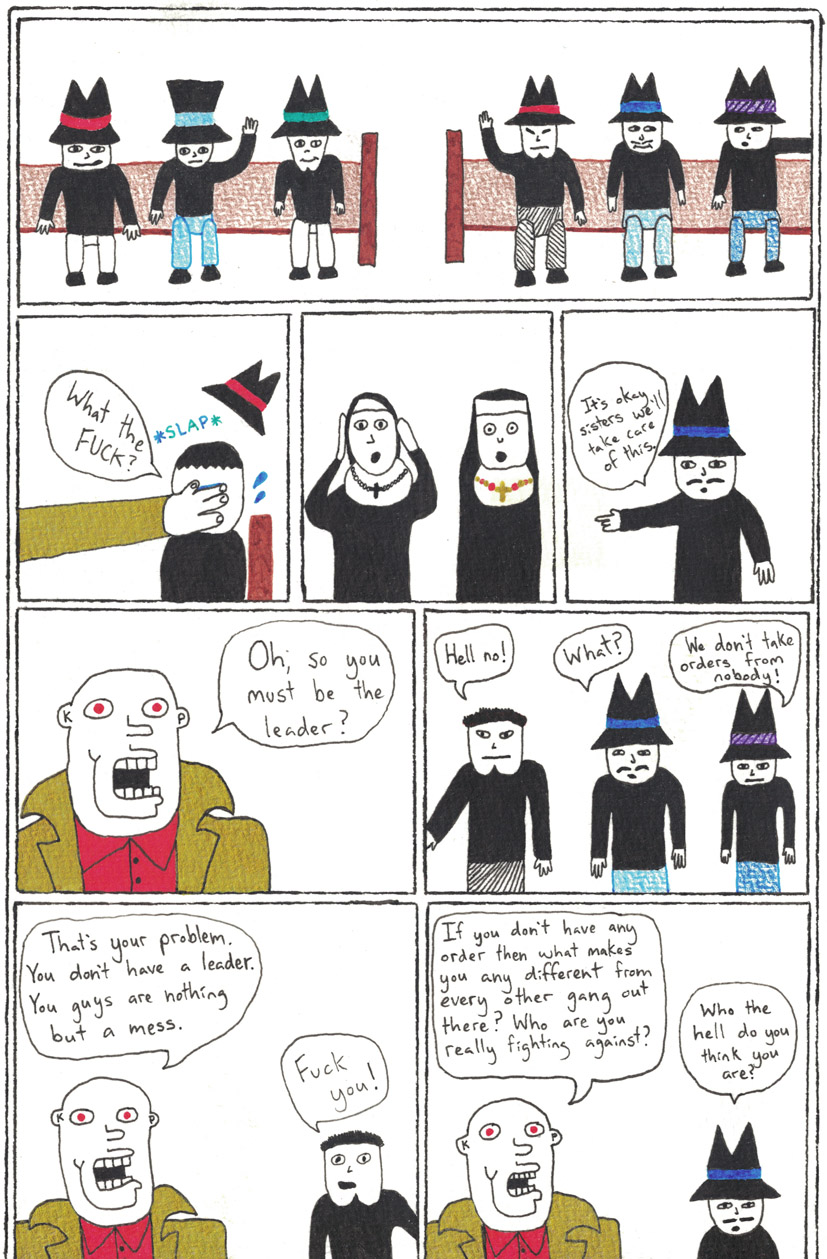 What the
FUCK?
*SLAP*
It's okay,
sisters we'll
take care
of this.
Oh, so you
must be the
leader?
K P
Hell no!
What?
We don't take
orders from
nobody!
That's your problem.
You don't have a leader.
You guys are nothing
but a mess.
Fuck
you!
K P
If you don't have any
order then what makes
you any different from
every other gang out
there? Who are you
really fighting against?
Who the
hell do you
think you
are?
K P